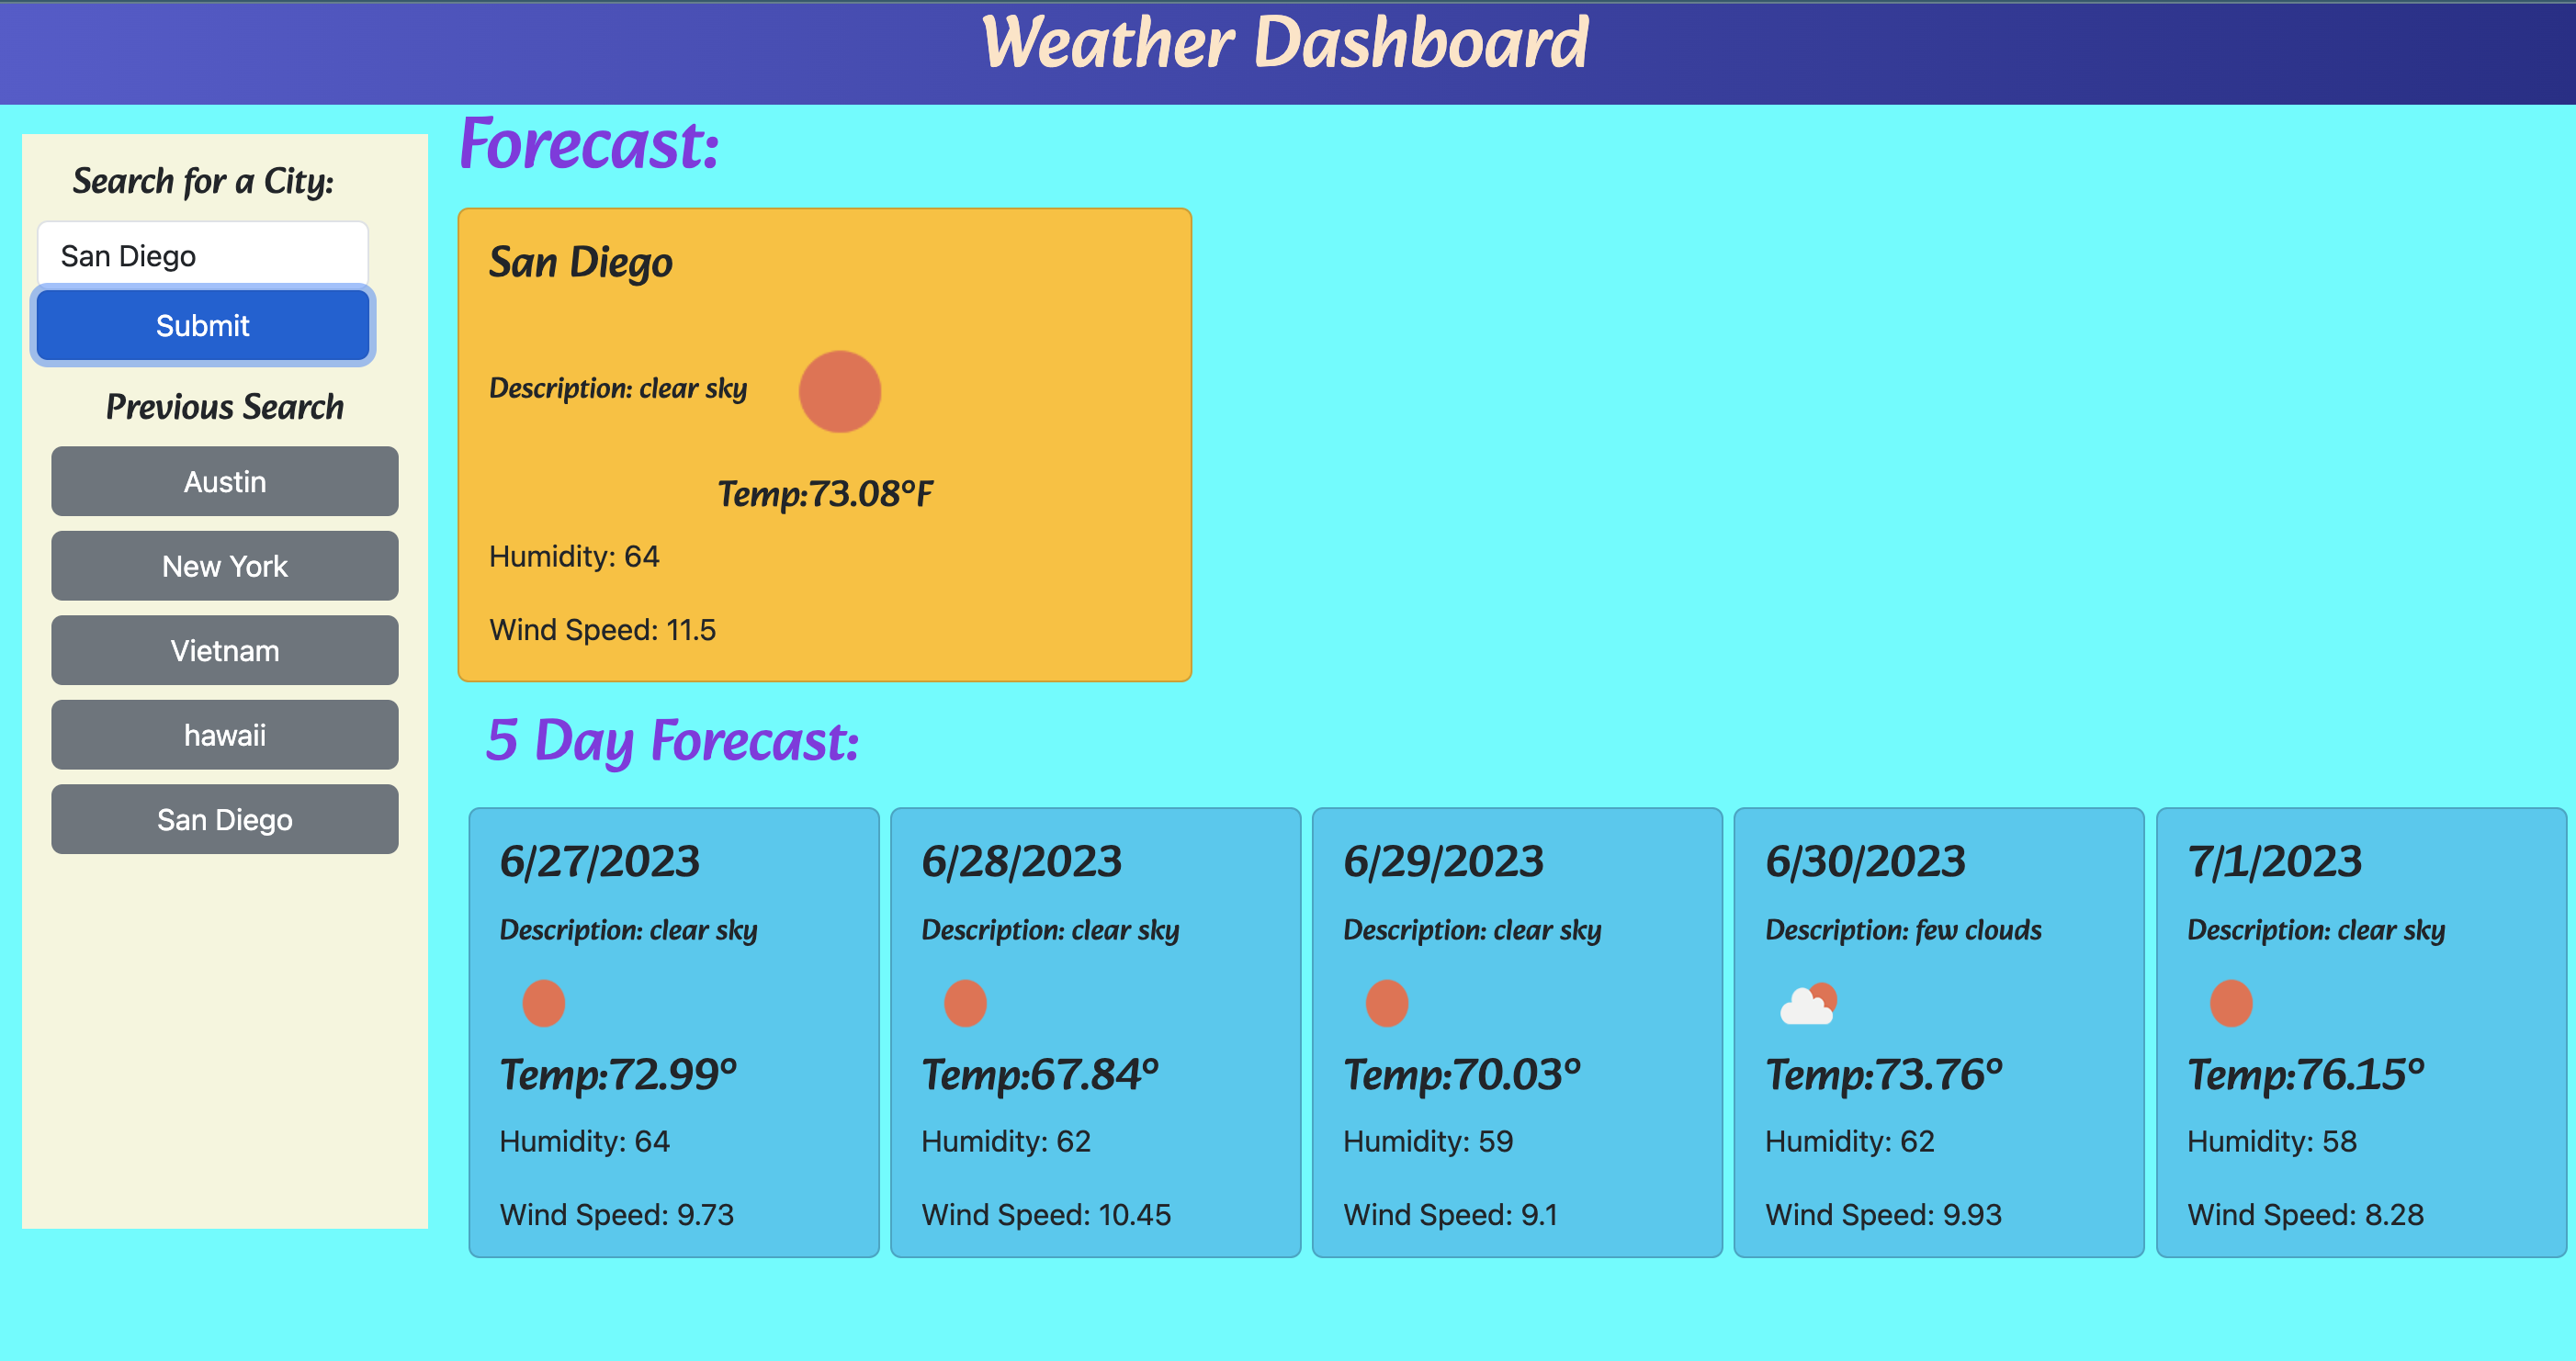 Weather Dashboard
Search for a City:
San Diego
Submit
Previous Search
Austin
New York
Vietnam
hawaii
San Diego
Forecast:
San Diego
Description: clear sky
Temp:73.08°F
Humidity: 64
Wind Speed: 11.5
5 Day Forecast:
6/27/2023
Description: clear sky
Temp:72.99°
Humidity: 64
Wind Speed: 9.73
6/28/2023
Description: clear sky
Temp:67.84°
Humidity: 62
Wind Speed: 10.45
6/29/2023
Description: clear sky
Temp:70.03°
Humidity: 59
Wind Speed: 9.1
6/30/2023
Description: few clouds
Temp:73.76°
Humidity: 62
Wind Speed: 9.93
7/1/2023
Description: clear sky
Temp:76.15°
Humidity: 58
Wind Speed: 8.28